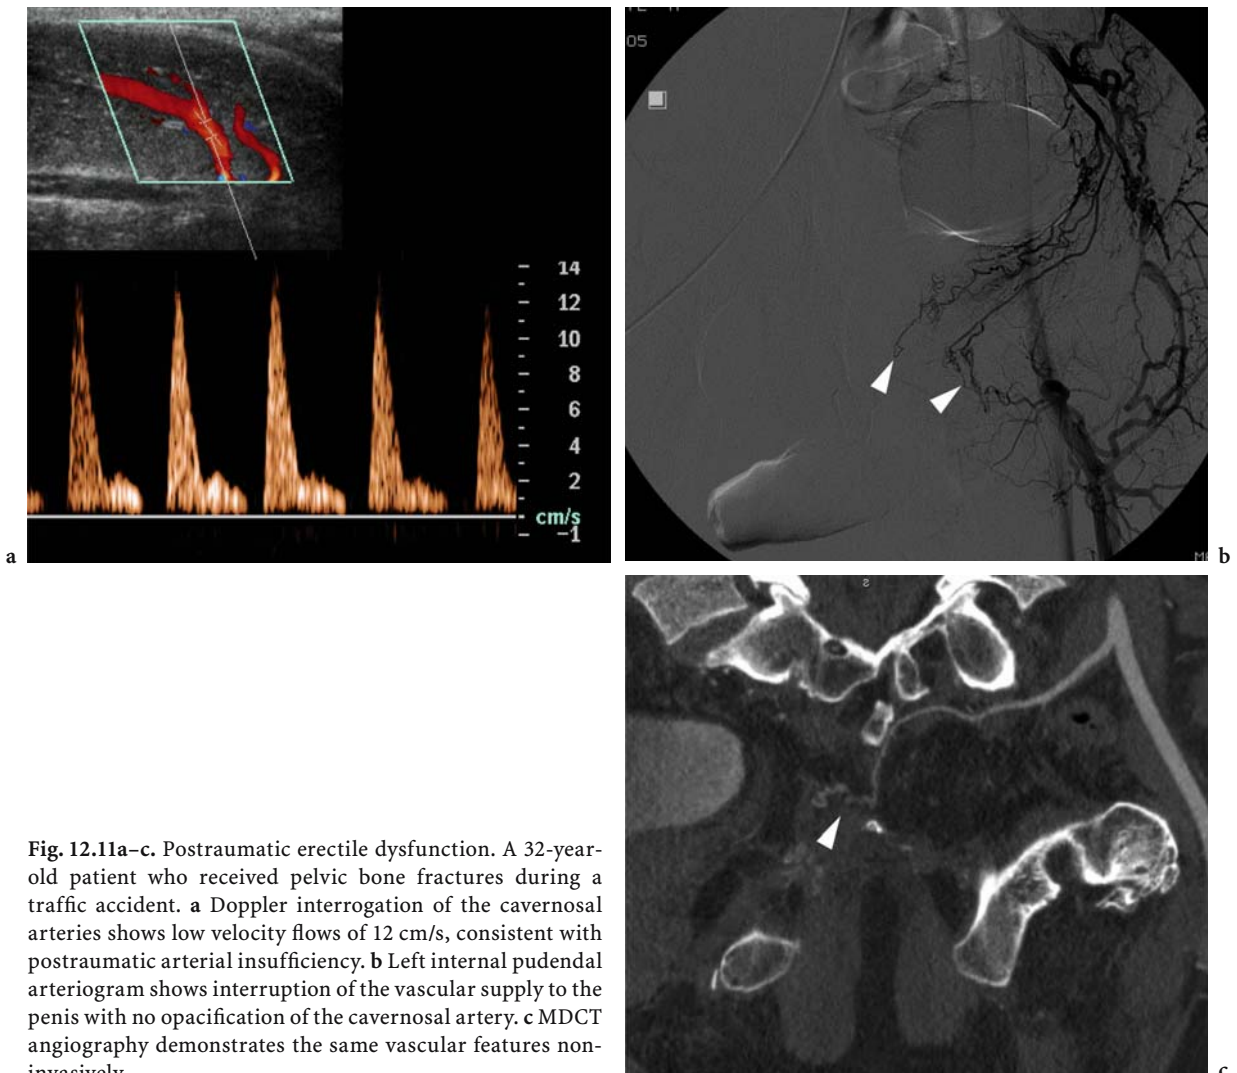 05
14
12
10
8
6
4
2
cm/s
-1
a
b
s
Fig. 12.11a–c. Postraumatic erectile dysfunction. A 32-year-
old patient who received pelvic bone fractures during a
traffic accident. a Doppler interrogation of the cavernosal
arteries shows low velocity flows of 12 cm/s, consistent with
postraumatic arterial insufficiency. b Left internal pudendal
arteriogram shows interruption of the vascular supply to the
penis with no opacification of the cavernosal artery. c MDCT
angiography demonstrates the same vascular features non-
invasively
c